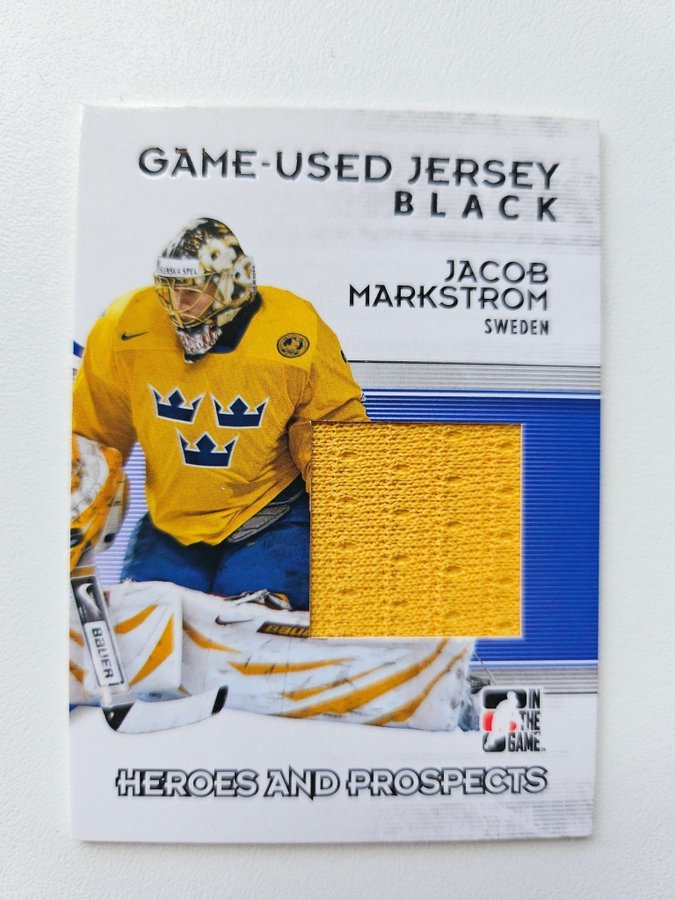 GAME-USED JERSEY
BLACK
JACOB
MARKSTROM
SWEDEN
BAUER
IN
THE
GAME
HEROES AND PROSPECTS